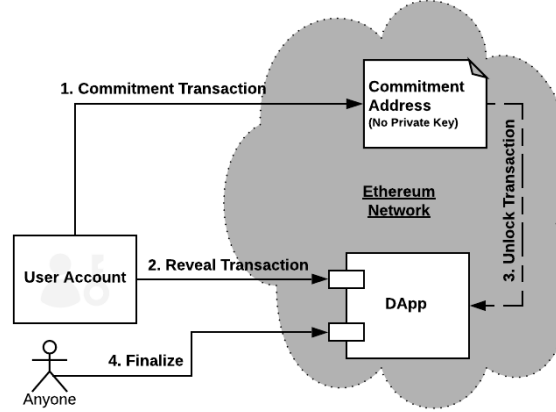 1. Commitment Transaction
Commitment
Address
(No Private Key)
3. Unlock Transaction
Ethereum
Network
User Account
2. Reveal Transaction
DApp
4. Finalize
Anyone